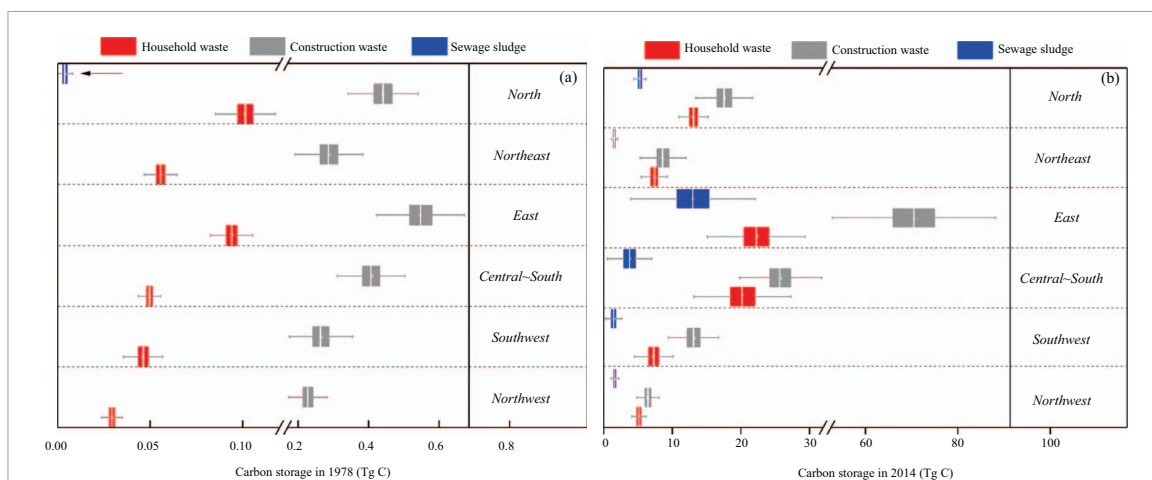 Household waste Construction waste Sewage sludge
(a)
North
Northeast
East
Central~South
Southwest
Northwest
0.00 0.05 0.10 0.2 0.4 0.6 0.8
Carbon storage in 1978 (Tg C)
Household waste Construction waste Sewage sludge
(b)
North
Northeast
East
Central~South
Southwest
Northwest
0 10 20 30 60 80 100
Carbon storage in 2014 (Tg C)